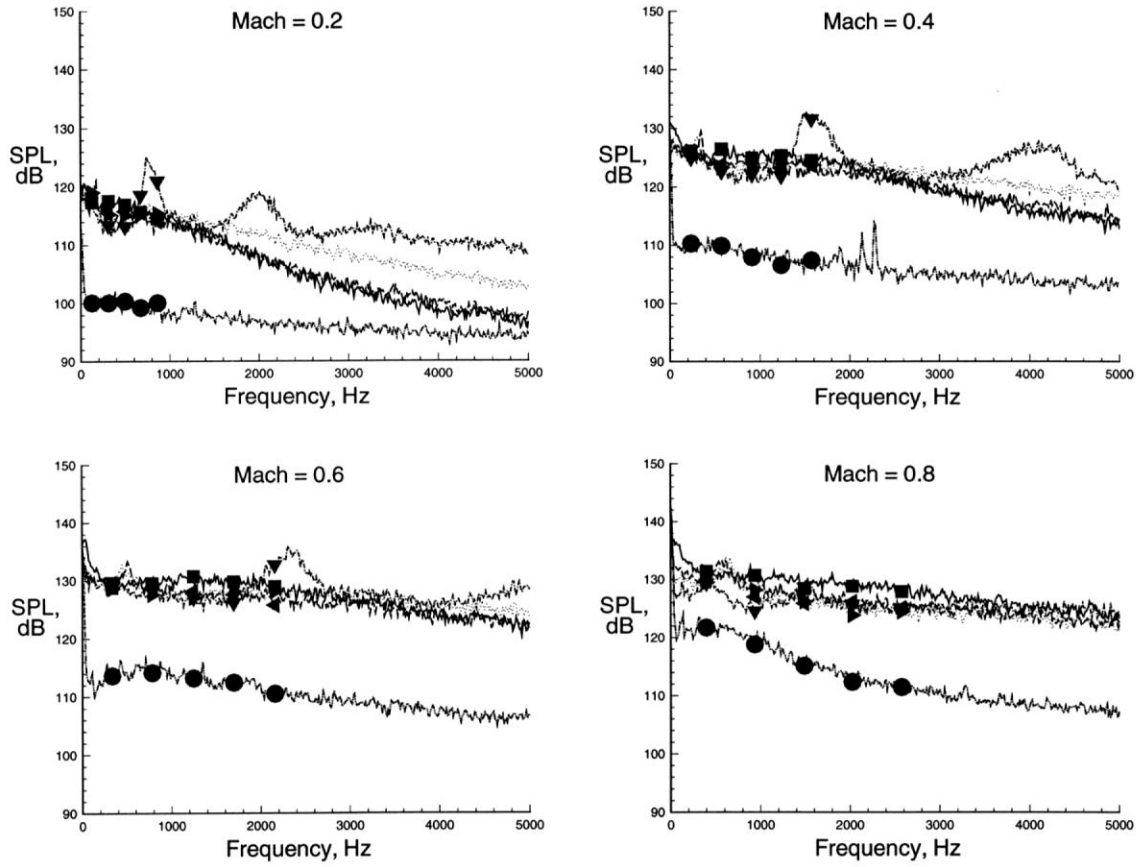 Mach = 0.2
150
140
130
SPL,
dB
120
110
100
90
0 1000 2000 3000 4000 5000
Frequency, Hz
Mach = 0.4
150
140
130
SPL,
dB
120
110
100
90
0 1000 2000 3000 4000 5000
Frequency, Hz
Mach = 0.6
150
140
130
SPL,
dB
120
110
100
90
0 1000 2000 3000 4000 5000
Frequency, Hz
Mach = 0.8
150
140
130
SPL,
dB
120
110
100
90
0 1000 2000 3000 4000 5000
Frequency, Hz